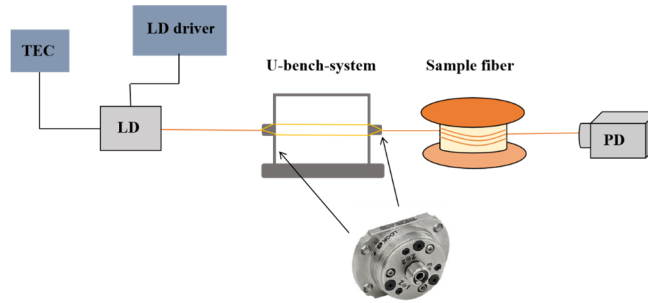 LD driver
TEC
U-bench-system
Sample fiber
LD
PD